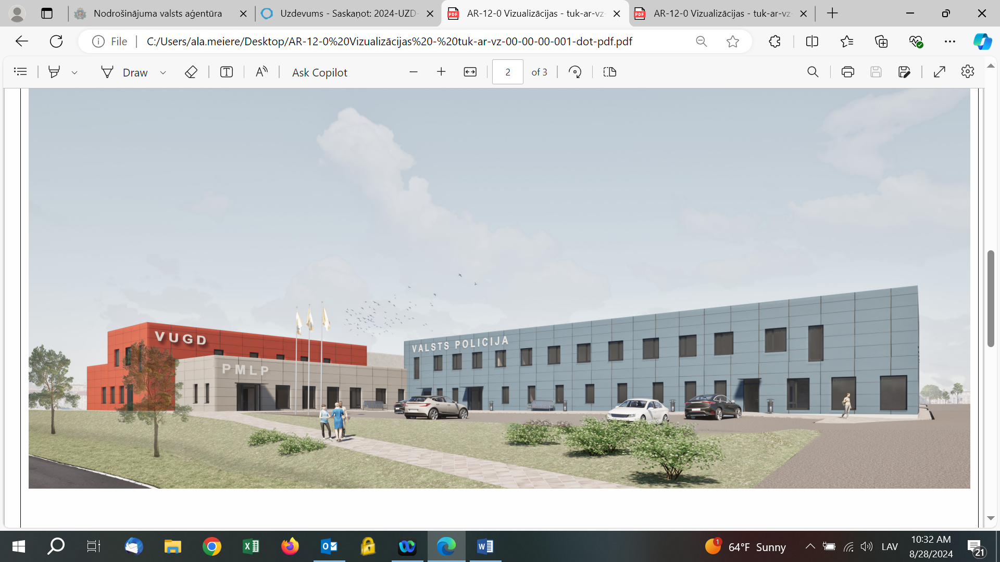 Nodrošinājuma valsts aģentūra
Uzdevums - Saskaņot: 2024-UZD-
AR-12-0 Vizualizācijas - tuk-ar-vz-
AR-12-0 Vizualizācijas - tuk-ar-vz-
File
C:/Users/ala.meiere/Desktop/AR-12-0%20Vizualizācijas%20-%20tuk-ar-vz-00-00-00-001-dot-pdf.pdf
Draw
Ask Copilot
2
of 3
VUGD
PMLP
VALSTS POLICIJA
1
64°F Sunny
LAV
10:32 AM
8/28/2024
21